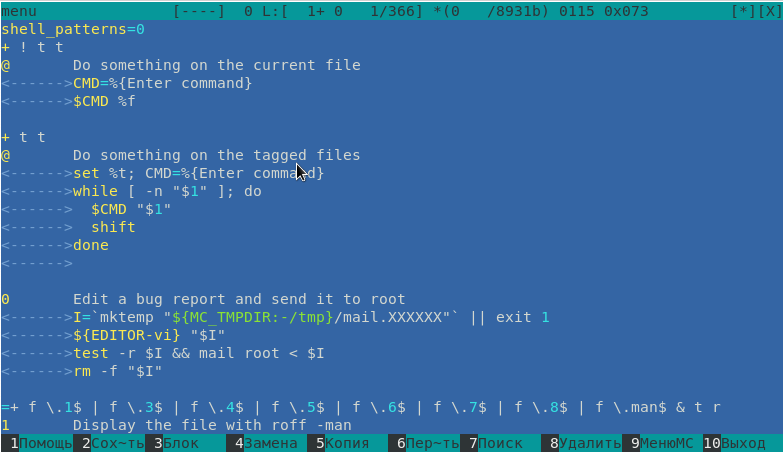 menu [----] 0 L:[ 1+ 0 1/366] *(0 /8931b) 0115 0x073 [*][X]
shell_patterns=0
+ ! t t
@ Do something on the current file
<------>CMD=%{Enter command}
<------>$CMD %f
+ t t
@ Do something on the tagged files
<------>set %t; CMD=%{Enter command}
<------>while [ -n "$1" ]; do
<------> $CMD "$1"
<------> shift
<------>done
<------>
0 Edit a bug report and send it to root
<------>I=`mktemp "${MC_TMPDIR:-/tmp}/mail.XXXXXX"` || exit 1
<------>${EDITOR-vi} "$I"
<------>test -r $I && mail root < $I
<------>rm -f "$I"
=+ f \.1$ | f \.3$ | f \.4$ | f \.5$ | f \.6$ | f \.7$ | f \.8$ | f \.man$ & t r
1 Display the file with roff -man
1Помощь 2Сох~ть 3Блок 4Замена 5Копия 6Пер~ть 7Поиск 8Удалить 9МенюМС 10Выход